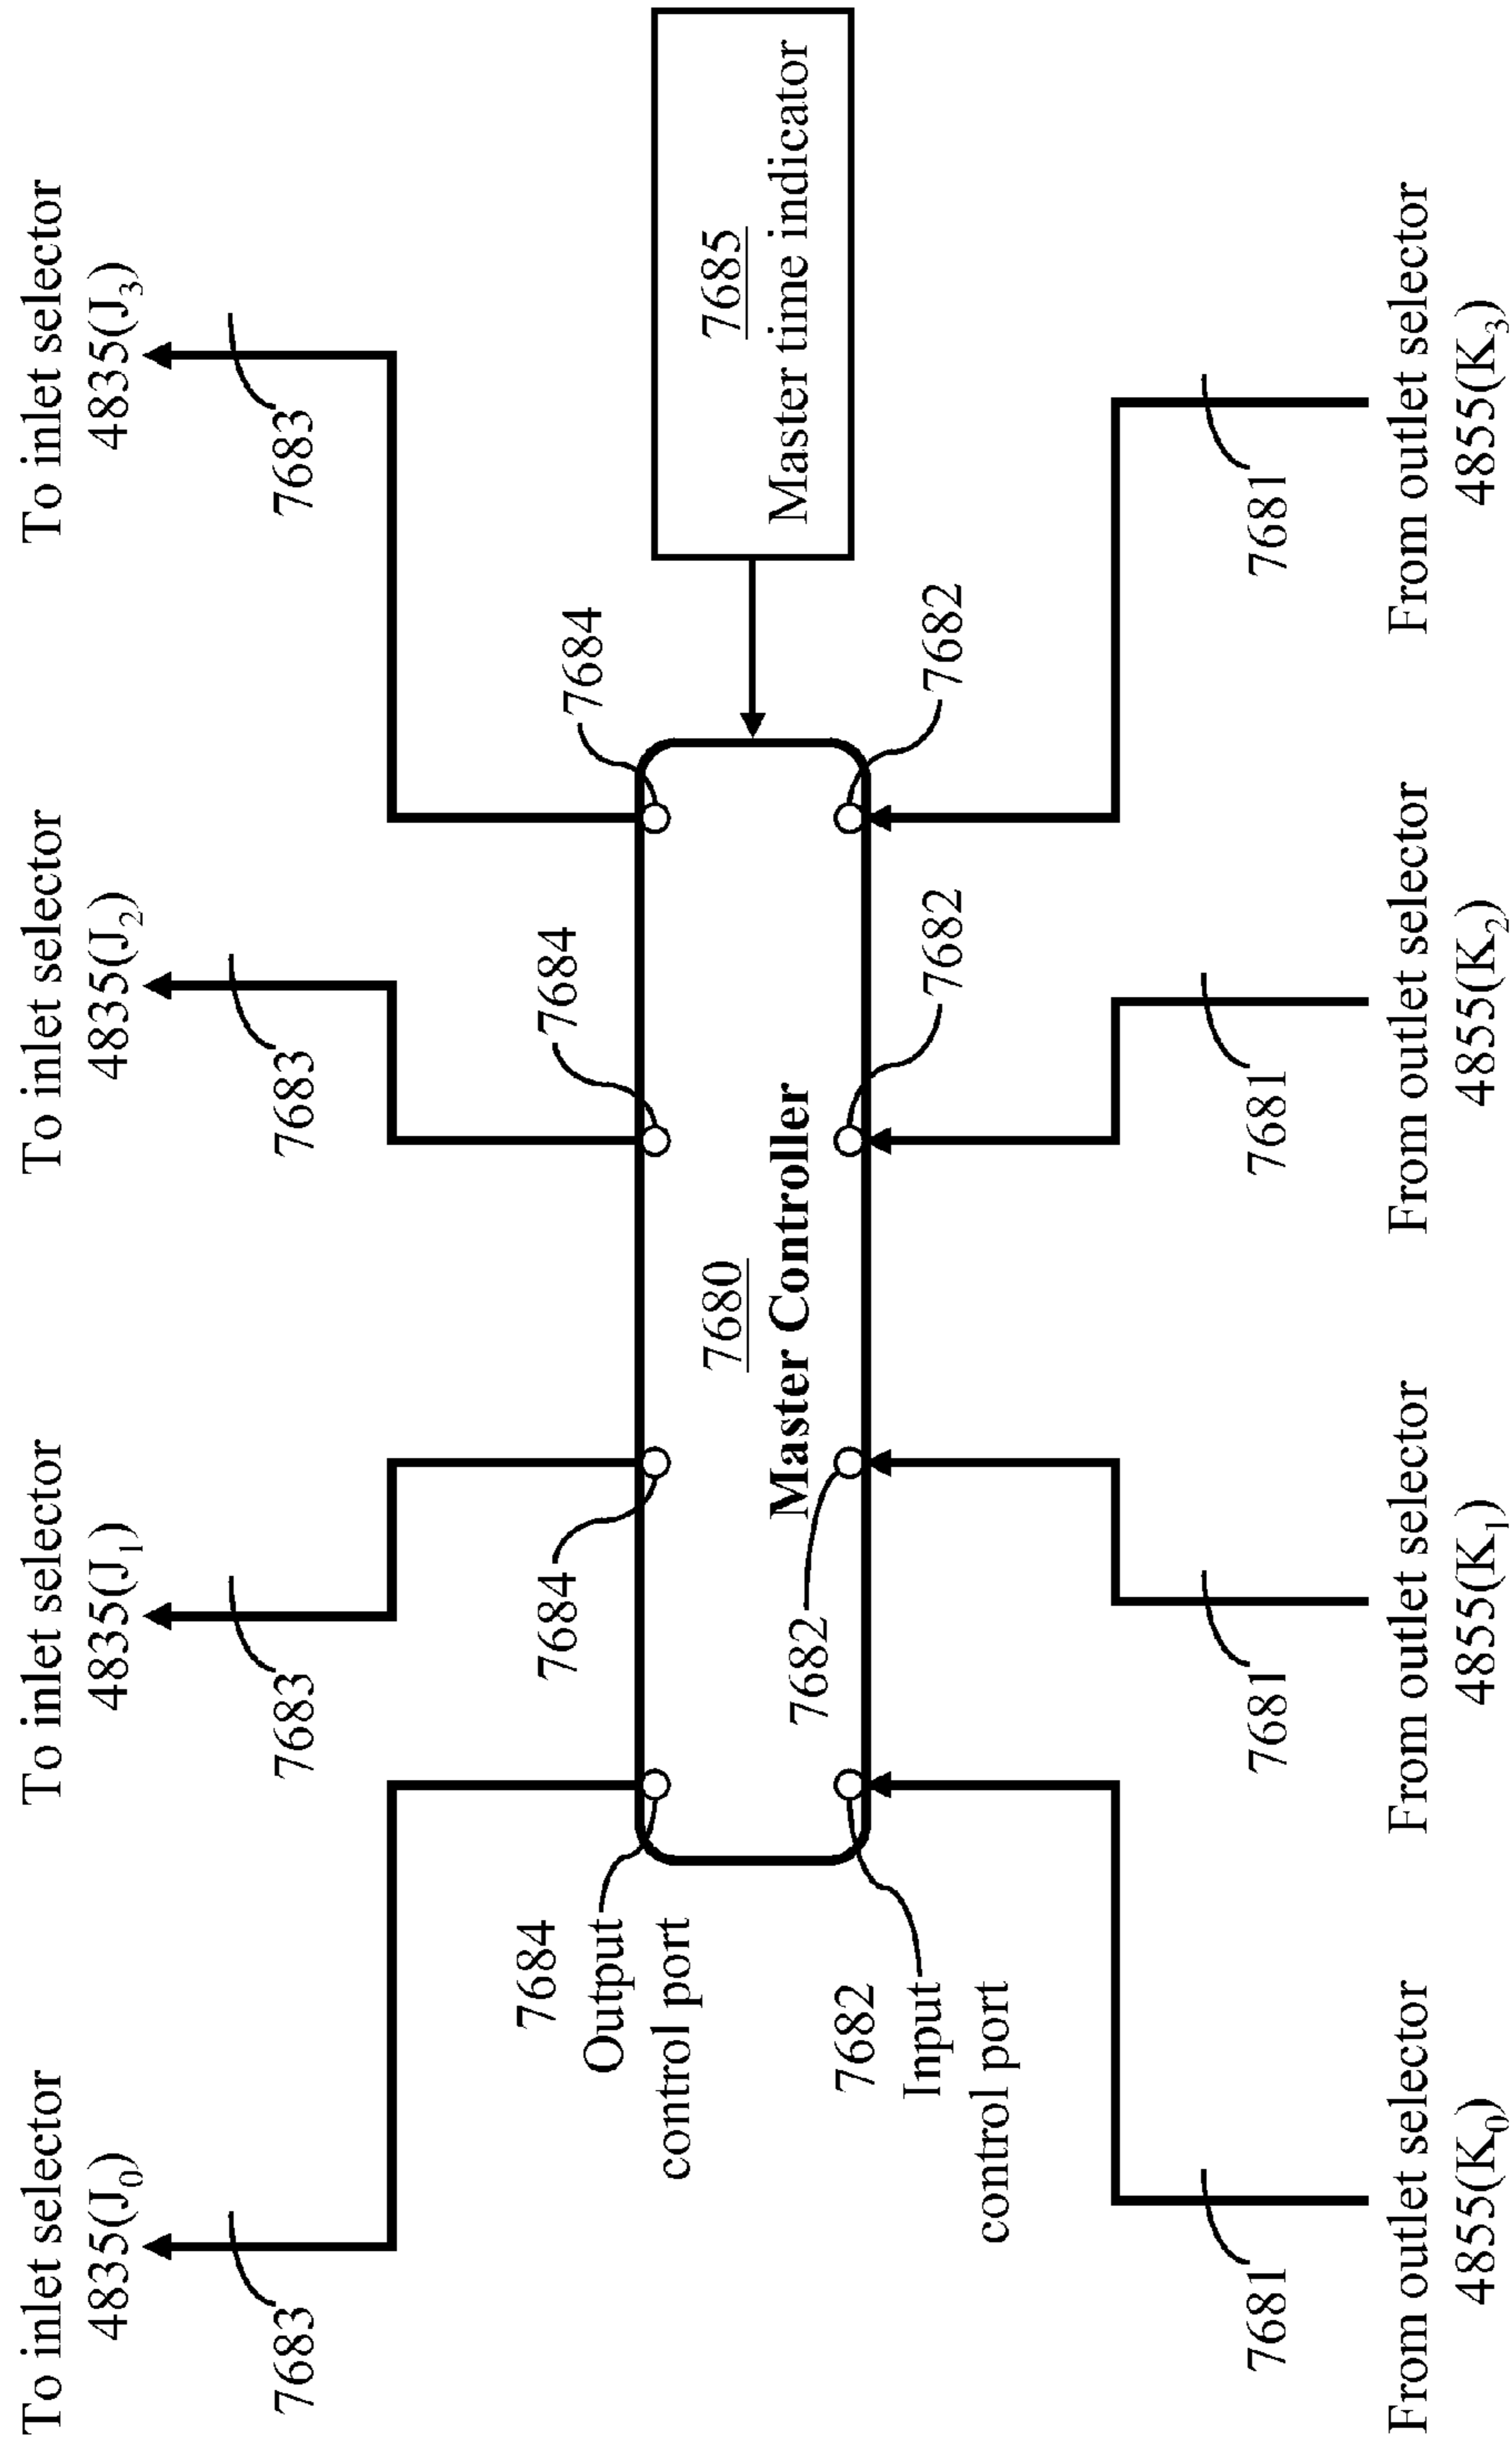 To inlet selector
4835(J₀)
To inlet selector
4835(J₁)
To inlet selector
4835(J₂)
To inlet selector
4835(J₃)
7683
7683
7683
7683
7684
Output
control port
7684
7684
7684
7680
Master Controller
7685
Master time indicator
7682
Input
control port
7682
7682
7682
7681
7681
7681
7681
From outlet selector
4855(K₀)
From outlet selector
4855(K₁)
From outlet selector
4855(K₂)
From outlet selector
4855(K₃)